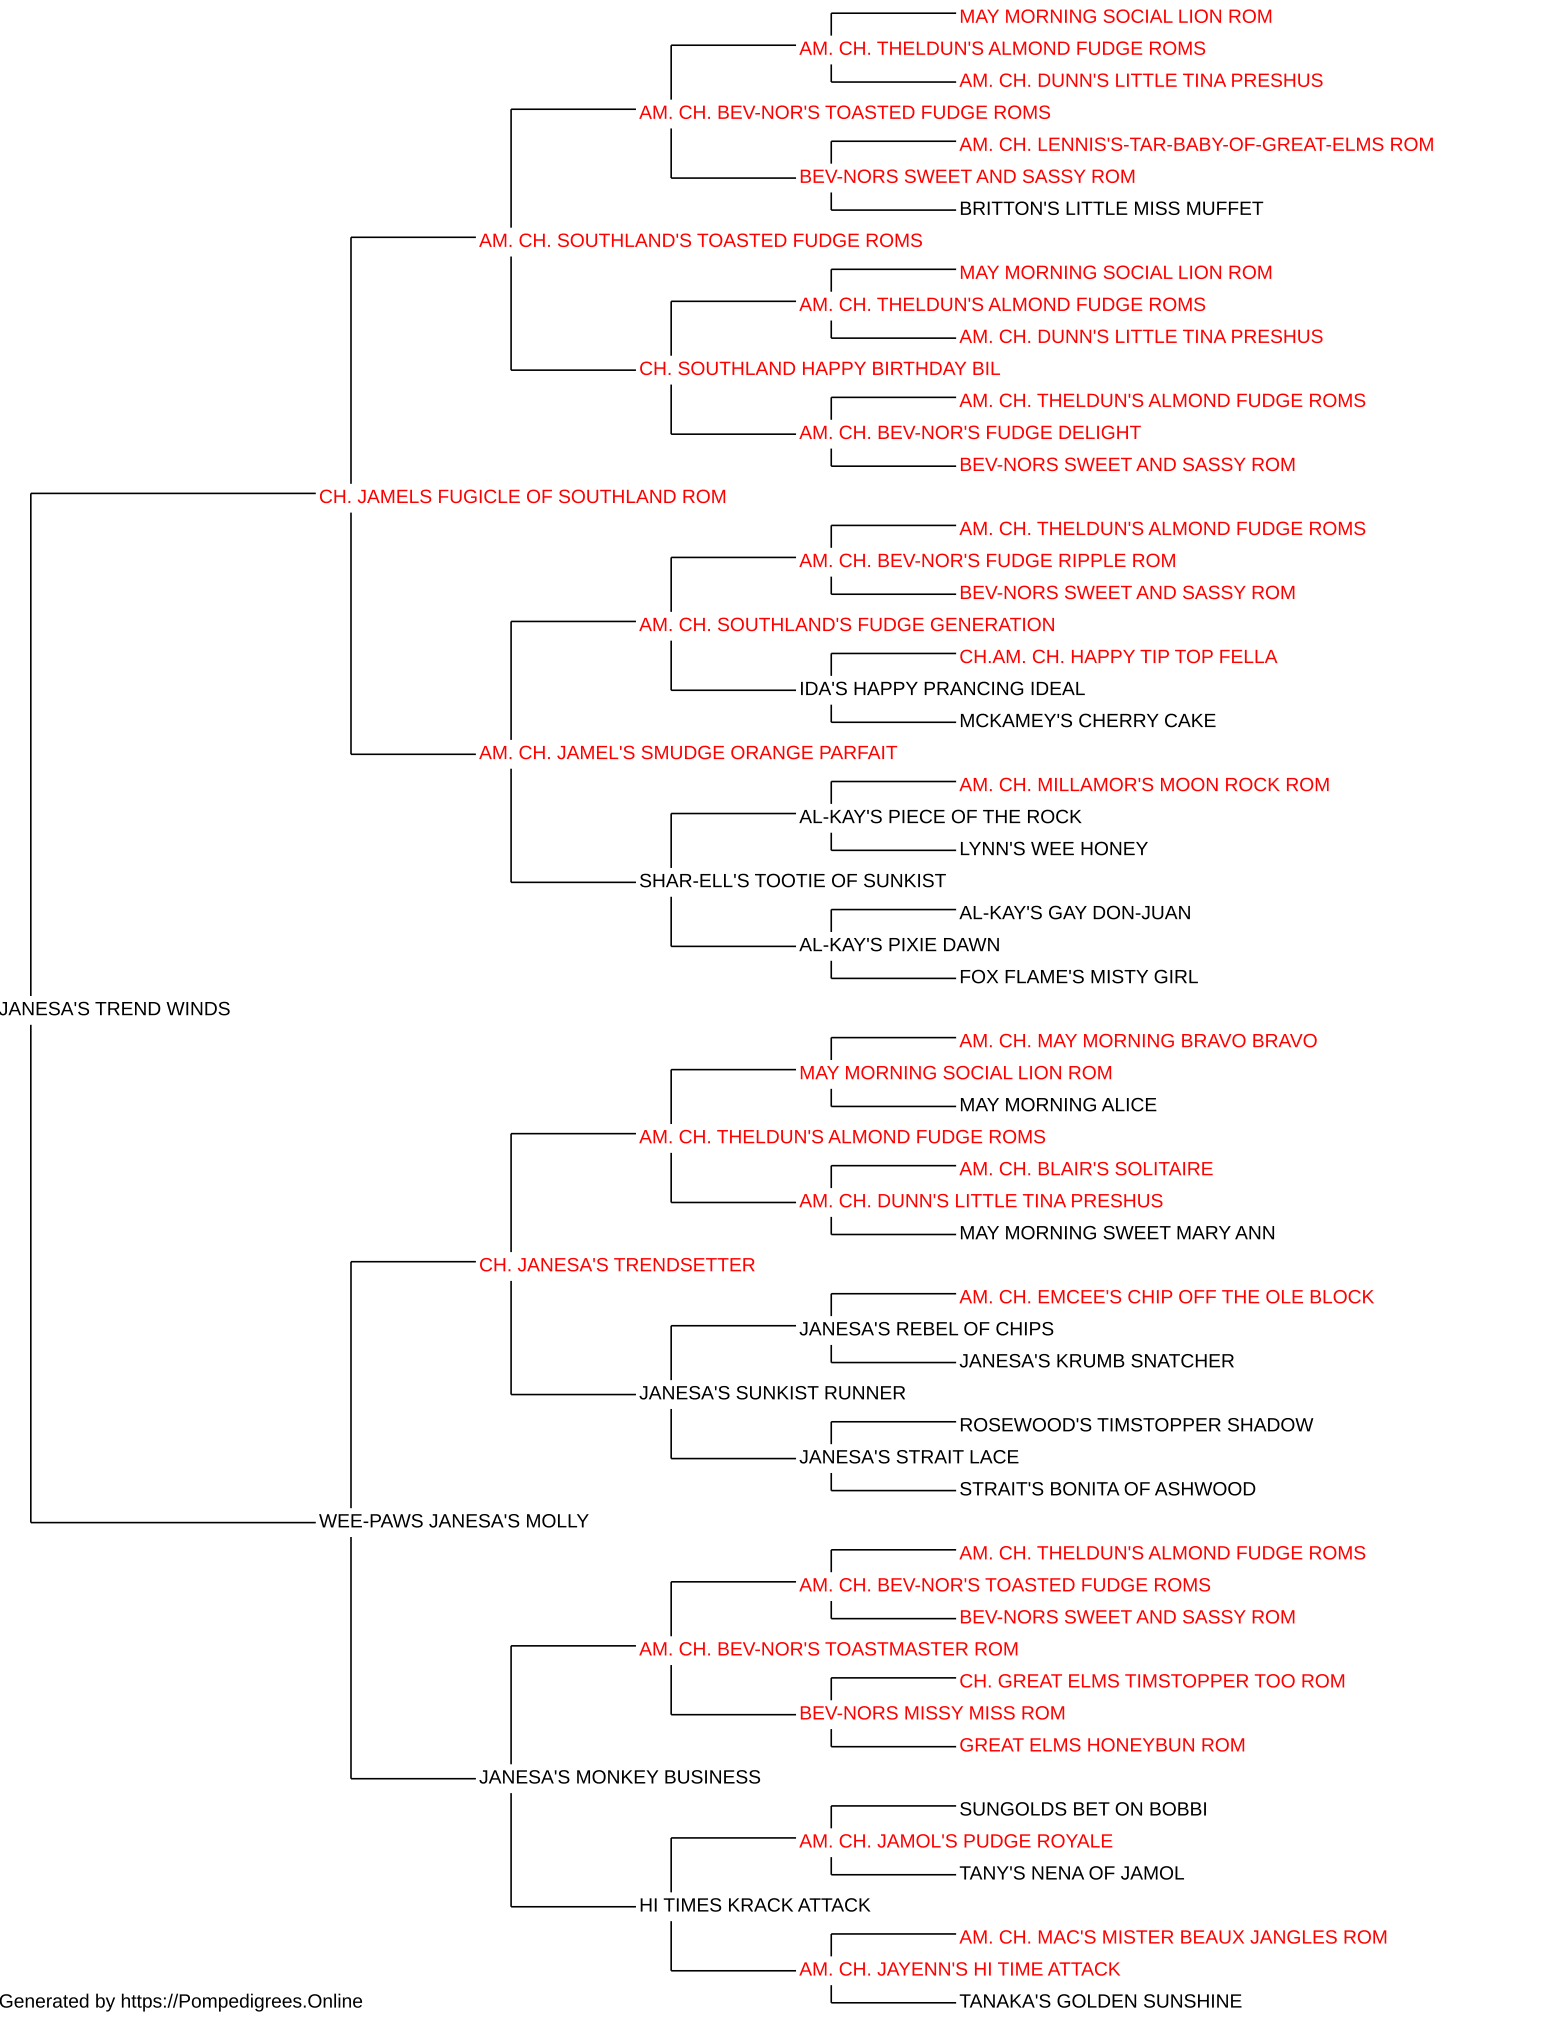 MAY MORNING SOCIAL LION ROM
AM. CH. THELDUN'S ALMOND FUDGE ROMS
AM. CH. DUNN'S LITTLE TINA PRESHUS
AM. CH. BEV-NOR'S TOASTED FUDGE ROMS
AM. CH. LENNIS'S-TAR-BABY-OF-GREAT-ELMS ROM
BEV-NORS SWEET AND SASSY ROM
BRITTON'S LITTLE MISS MUFFET
AM. CH. SOUTHLAND'S TOASTED FUDGE ROMS
MAY MORNING SOCIAL LION ROM
AM. CH. THELDUN'S ALMOND FUDGE ROMS
AM. CH. DUNN'S LITTLE TINA PRESHUS
CH. SOUTHLAND HAPPY BIRTHDAY BIL
AM. CH. THELDUN'S ALMOND FUDGE ROMS
AM. CH. BEV-NOR'S FUDGE DELIGHT
BEV-NORS SWEET AND SASSY ROM
CH. JAMELS FUGICLE OF SOUTHLAND ROM
AM. CH. THELDUN'S ALMOND FUDGE ROMS
AM. CH. BEV-NOR'S FUDGE RIPPLE ROM
BEV-NORS SWEET AND SASSY ROM
AM. CH. SOUTHLAND'S FUDGE GENERATION
CH.AM. CH. HAPPY TIP TOP FELLA
IDA'S HAPPY PRANCING IDEAL
MCKAMEY'S CHERRY CAKE
AM. CH. JAMEL'S SMUDGE ORANGE PARFAIT
AM. CH. MILLAMOR'S MOON ROCK ROM
AL-KAY'S PIECE OF THE ROCK
LYNN'S WEE HONEY
SHAR-ELL'S TOOTIE OF SUNKIST
AL-KAY'S GAY DON-JUAN
AL-KAY'S PIXIE DAWN
FOX FLAME'S MISTY GIRL
JANESA'S TREND WINDS
AM. CH. MAY MORNING BRAVO BRAVO
MAY MORNING SOCIAL LION ROM
MAY MORNING ALICE
AM. CH. THELDUN'S ALMOND FUDGE ROMS
AM. CH. BLAIR'S SOLITAIRE
AM. CH. DUNN'S LITTLE TINA PRESHUS
MAY MORNING SWEET MARY ANN
CH. JANESA'S TRENDSETTER
AM. CH. EMCEE'S CHIP OFF THE OLE BLOCK
JANESA'S REBEL OF CHIPS
JANESA'S KRUMB SNATCHER
JANESA'S SUNKIST RUNNER
ROSEWOOD'S TIMSTOPPER SHADOW
JANESA'S STRAIT LACE
STRAIT'S BONITA OF ASHWOOD
WEE-PAWS JANESA'S MOLLY
AM. CH. THELDUN'S ALMOND FUDGE ROMS
AM. CH. BEV-NOR'S TOASTED FUDGE ROMS
BEV-NORS SWEET AND SASSY ROM
AM. CH. BEV-NOR'S TOASTMASTER ROM
CH. GREAT ELMS TIMSTOPPER TOO ROM
BEV-NORS MISSY MISS ROM
GREAT ELMS HONEYBUN ROM
JANESA'S MONKEY BUSINESS
SUNGOLDS BET ON BOBBI
AM. CH. JAMOL'S PUDGE ROYALE
TANY'S NENA OF JAMOL
HI TIMES KRACK ATTACK
AM. CH. MAC'S MISTER BEAUX JANGLES ROM
AM. CH. JAYENN'S HI TIME ATTACK
TANAKA'S GOLDEN SUNSHINE
Generated by https://Pompedigrees.Online